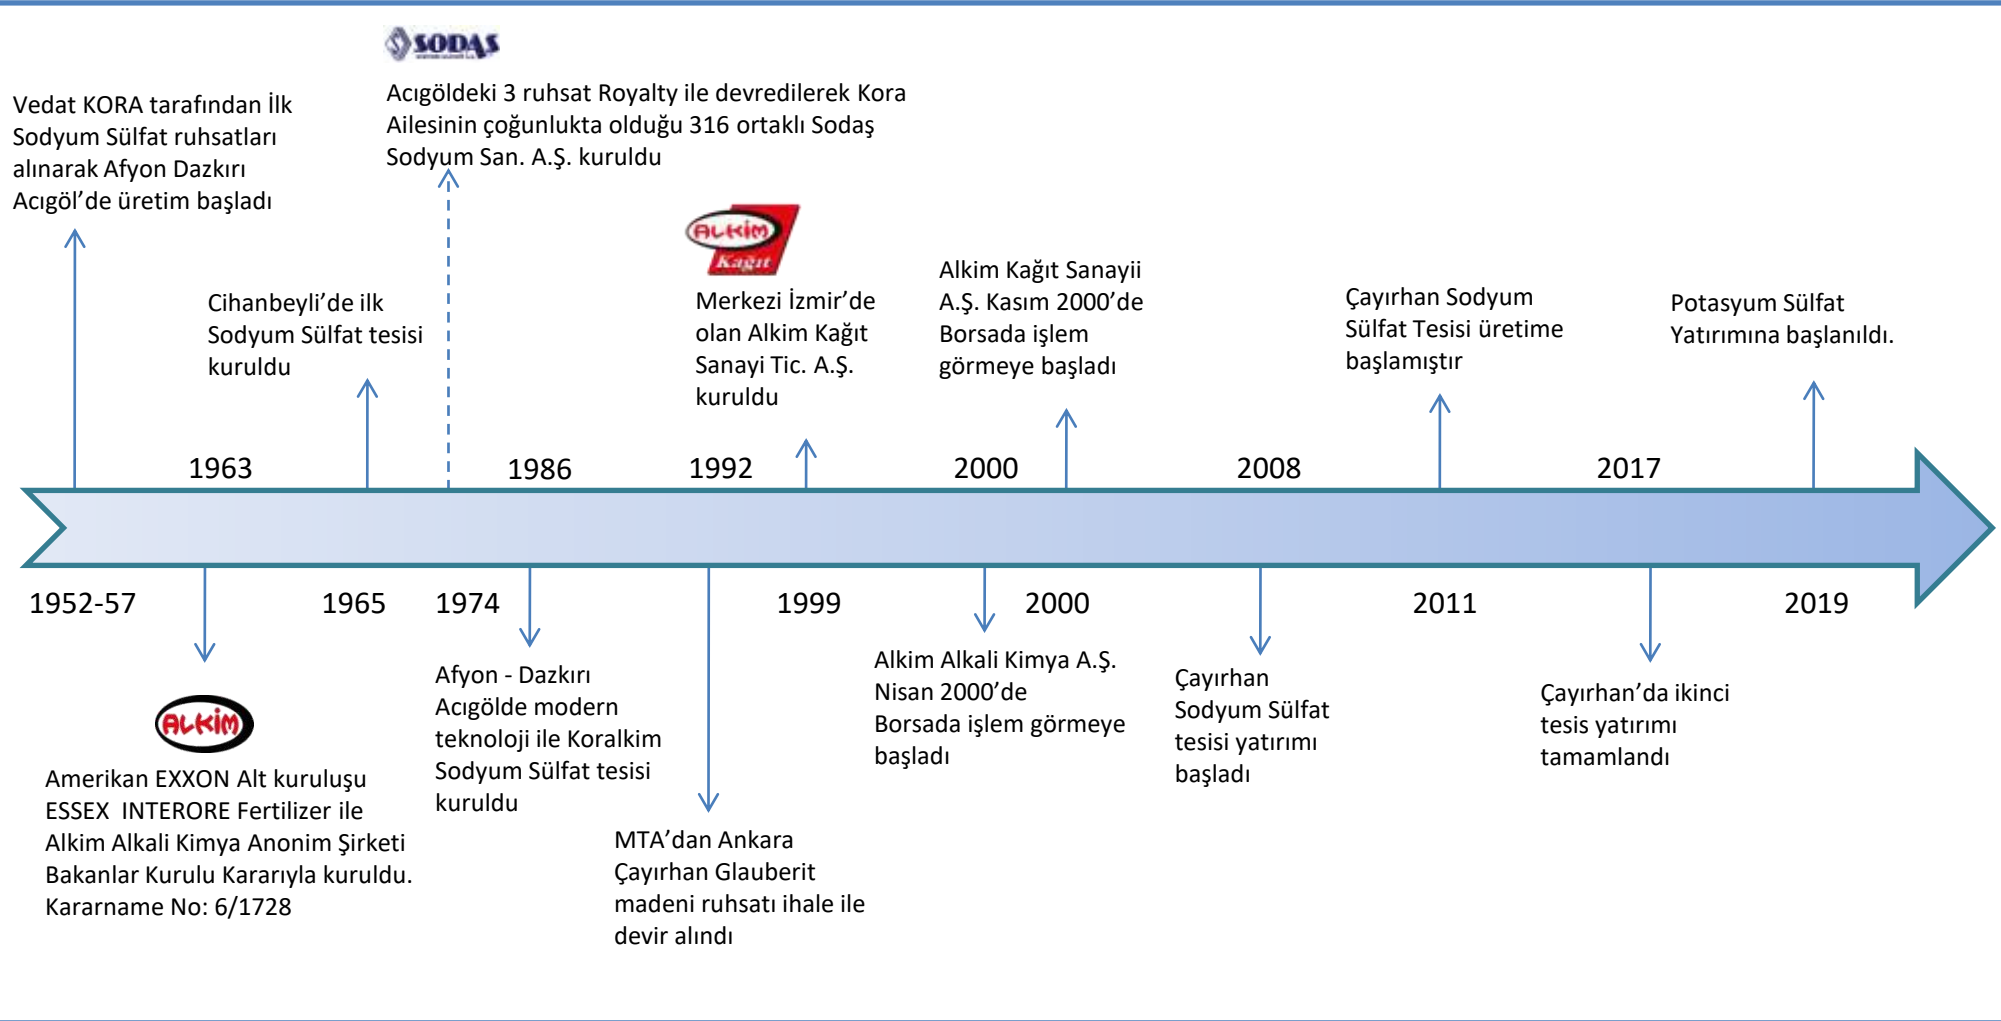 SODAŞ
Vedat KORA tarafından İlk
Sodyum Sülfat ruhsatları
alınarak Afyon Dazkırı
Acıgöl’de üretim başladı
Acıgöldeki 3 ruhsat Royalty ile devredilerek Kora
Ailesinin çoğunlukta olduğu 316 ortaklı Sodaş
Sodyum San. A.Ş. kuruldu
Cihanbeyli’de ilk
Sodyum Sülfat tesisi
kuruldu
ALKİM
Kağıt
Merkezi İzmir’de
olan Alkim Kağıt
Sanayi Tic. A.Ş.
kuruldu
Alkim Kağıt Sanayii
A.Ş. Kasım 2000’de
Borsada işlem
görmeye başladı
Çayırhan Sodyum
Sülfat Tesisi üretime
başlamıştır
Potasyum Sülfat
Yatırımına başlanıldı.
1963
1986
1992
2000
2008
2017
1952-57
1965
1974
1999
2000
2011
2019
ALKİM
Amerikan EXXON Alt kuruluşu
ESSEX  INTERORE Fertilizer ile
Alkim Alkali Kimya Anonim Şirketi
Bakanlar Kurulu Kararıyla kuruldu.
Kararname No: 6/1728
Afyon - Dazkırı
Acıgölde modern
teknoloji ile Koralkim
Sodyum Sülfat tesisi
kuruldu
MTA’dan Ankara
Çayırhan Glauberit
madeni ruhsatı ihale ile
devir alındı
Alkim Alkali Kimya A.Ş.
Nisan 2000’de
Borsada işlem görmeye
başladı
Çayırhan
Sodyum Sülfat
tesisi yatırımı
başladı
Çayırhan’da ikinci
tesis yatırımı
tamamlandı